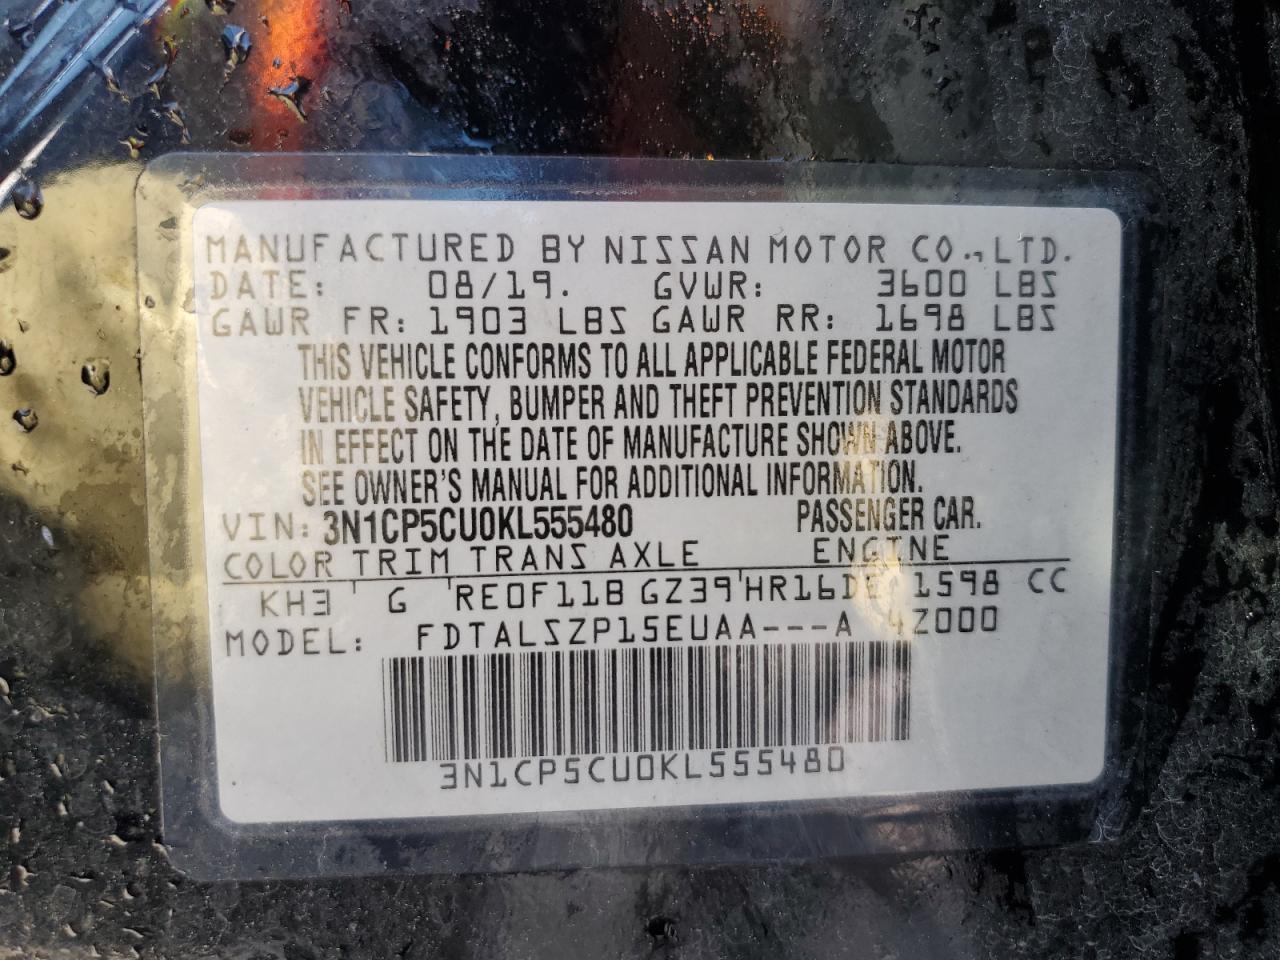 MANUFACTURED BY NISSAN MOTOR CO., LTD.
DATE: 08/19. GVWR: 3600 LBS
GAWR FR: 1903 LBS GAWR RR: 1698 LBS
THIS VEHICLE CONFORMS TO ALL APPLICABLE FEDERAL MOTOR
VEHICLE SAFETY, BUMPER AND THEFT PREVENTION STANDARDS
IN EFFECT ON THE DATE OF MANUFACTURE SHOWN ABOVE.
SEE OWNER'S MANUAL FOR ADDITIONAL INFORMATION.
VIN: 3N1CP5CU0KL555480 PASSENGER CAR.
COLOR TRIM TRANS AXLE ENGINE
KH3 G RE0F11B GZ39 HR16DE 1598 CC
MODEL: FDTALSZP15EUAA---A 4Z000
3N1CP5CU0KL555480